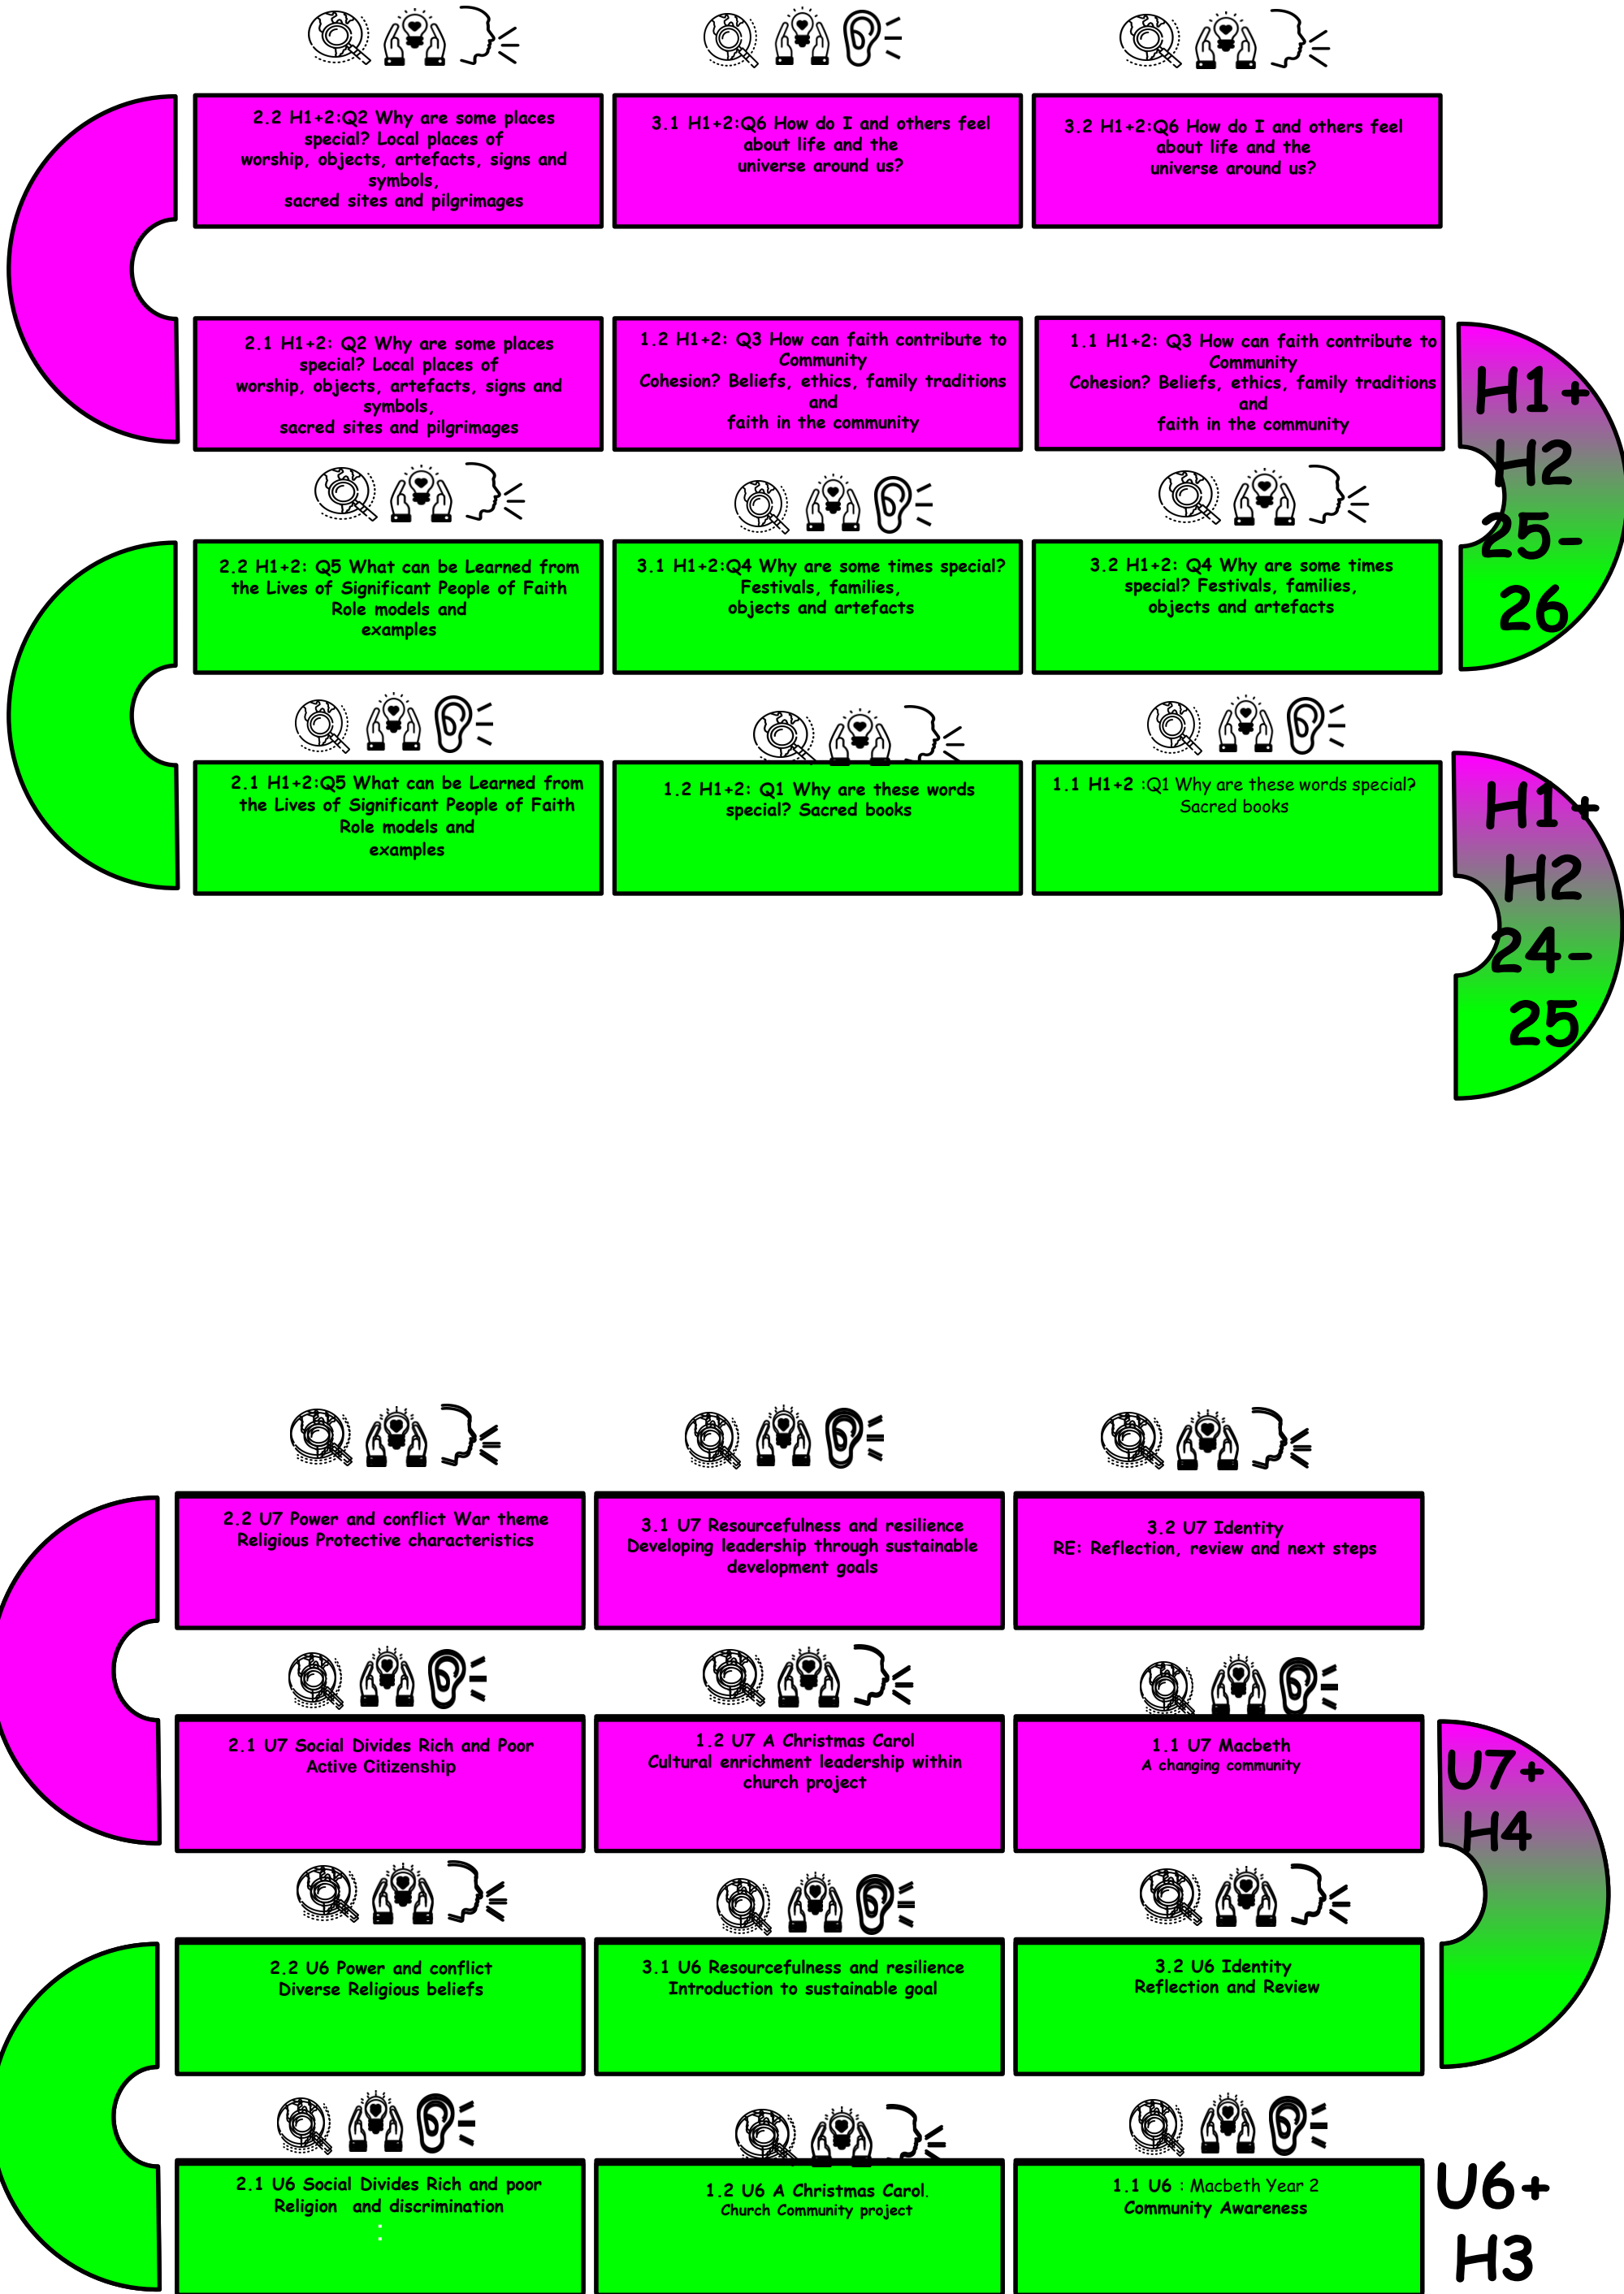 2.2 H1+2:Q2 Why are some places
special? Local places of
worship, objects, artefacts, signs and
symbols,
sacred sites and pilgrimages
3.1 H1+2:Q6 How do I and others feel
about life and the
universe around us?
3.2 H1+2:Q6 How do I and others feel
about life and the
universe around us?
2.1 H1+2: Q2 Why are some places
special? Local places of
worship, objects, artefacts, signs and
symbols,
sacred sites and pilgrimages
1.2 H1+2: Q3 How can faith contribute to
Community
Cohesion? Beliefs, ethics, family traditions
and
faith in the community
1.1 H1+2: Q3 How can faith contribute to
Community
Cohesion? Beliefs, ethics, family traditions
and
faith in the community
H1+
H2
25-
26
2.2 H1+2: Q5 What can be Learned from
the Lives of Significant People of Faith
Role models and
examples
3.1 H1+2:Q4 Why are some times special?
Festivals, families,
objects and artefacts
3.2 H1+2: Q4 Why are some times
special? Festivals, families,
objects and artefacts
2.1 H1+2:Q5 What can be Learned from
the Lives of Significant People of Faith
Role models and
examples
1.2 H1+2: Q1 Why are these words
special? Sacred books
1.1 H1+2 :Q1 Why are these words special?
Sacred books
H1+
H2
24-
25
2.2 U7 Power and conflict War theme
Religious Protective characteristics
3.1 U7 Resourcefulness and resilience
Developing leadership through sustainable
development goals
3.2 U7 Identity
RE: Reflection, review and next steps
2.1 U7 Social Divides Rich and Poor
Active Citizenship
1.2 U7 A Christmas Carol
Cultural enrichment leadership within
church project
1.1 U7 Macbeth
A changing community
U7+
H4
2.2 U6 Power and conflict
Diverse Religious beliefs
3.1 U6 Resourcefulness and resilience
Introduction to sustainable goal
3.2 U6 Identity
Reflection and Review
2.1 U6 Social Divides Rich and poor
Religion  and discrimination
:
1.2 U6 A Christmas Carol.
Church Community project
1.1 U6 : Macbeth Year 2
Community Awareness
U6+
H3